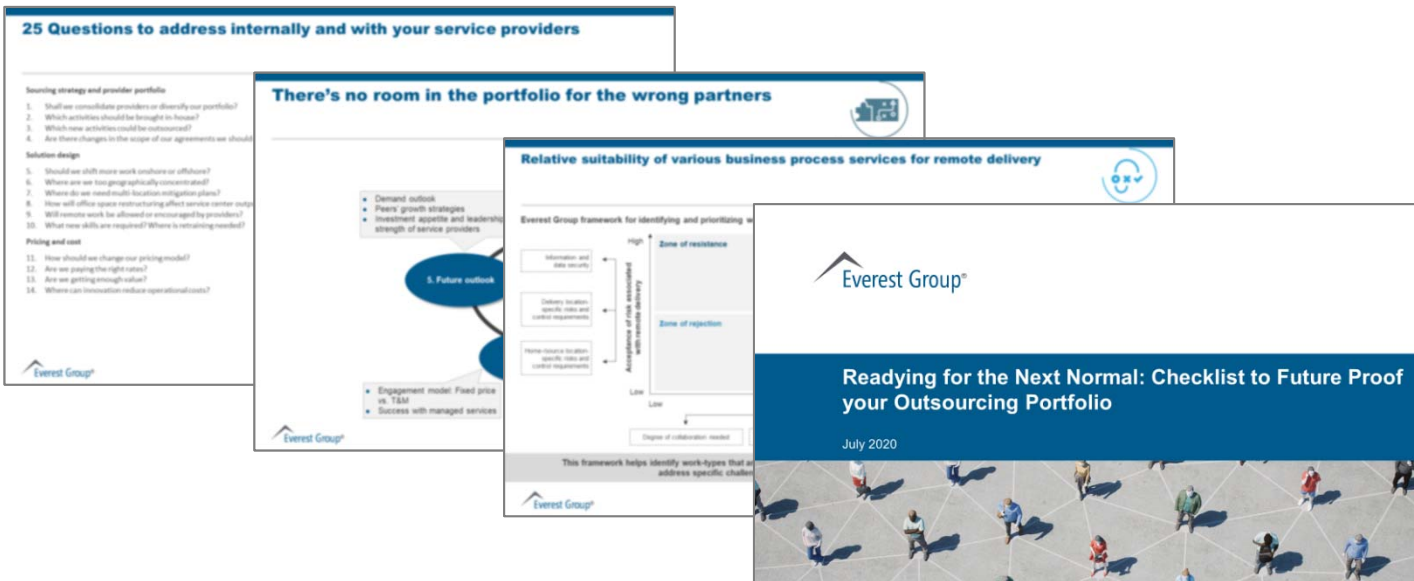 25 Questions to address internally and with your service providers
Sourcing strategy and provider portfolio
1. Shall we consolidate providers or diversify our portfolio?
2. Which activities should be brought in-house?
3. Which new activities could be outsourced?
4. Are there changes in the scope of our agreements we should
Solution design
5. Should we shift more work onshore or offshore?
6. Where are we too geographically concentrated?
7. Where do we need multi-location mitigation plans?
8. How will office space restructuring affect service center outp
9. Will remote work be allowed or encouraged by providers?
10. What new skills are required? Where is retraining needed?
Pricing and cost
11. How should we change our pricing model?
12. Are we paying the right rates?
13. Are we getting enough value?
14. Where can innovation reduce operational costs?
Everest Group®
There's no room in the portfolio for the wrong partners
• Demand outlook
• Peers' growth strategies
• Investment appetite and leadership
strength of service providers
5. Future outlook
• Engagement model: Fixed price
vs. T&M
• Success with managed services
Everest Group®
Relative suitability of various business process services for remote delivery
Everest Group framework for identifying and prioritizing w
High
Zone of resistance
Information and
data security
Delivery location-
specific risks and
control requirements
Home-/source location-
specific risks and
control requirements
Acceptance of risk associated
with remote delivery
Zone of rejection
Low
Low
Degree of collaboration needed
This framework helps identify work-types that ar
address specific challen
Everest Group®
Everest Group®
Readying for the Next Normal: Checklist to Future Proof
your Outsourcing Portfolio
July 2020